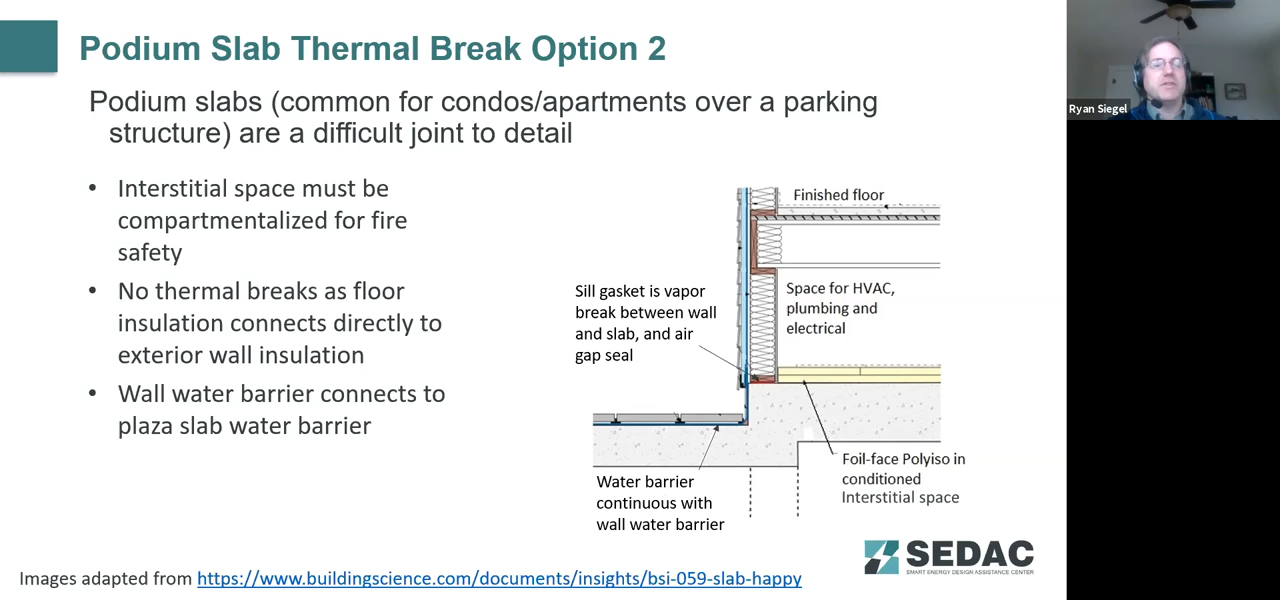 Podium Slab Thermal Break Option 2
Podium slabs (common for condos/apartments over a parking
structure) are a difficult joint to detail
• Interstitial space must be
compartmentalized for fire
safety
• No thermal breaks as floor
insulation connects directly to
exterior wall insulation
• Wall water barrier connects to
plaza slab water barrier
Finished floor
Space for HVAC,
plumbing and
electrical
Sill gasket is vapor
break between wall
and slab, and air
gap seal
Foil-face Polyiso in
conditioned
Interstitial space
Water barrier
continuous with
wall water barrier
SEDAC
SMART ENERGY DESIGN ASSISTANCE CENTER
Images adapted from https://www.buildingscience.com/documents/insights/bsi-059-slab-happy
Ryan Siegel